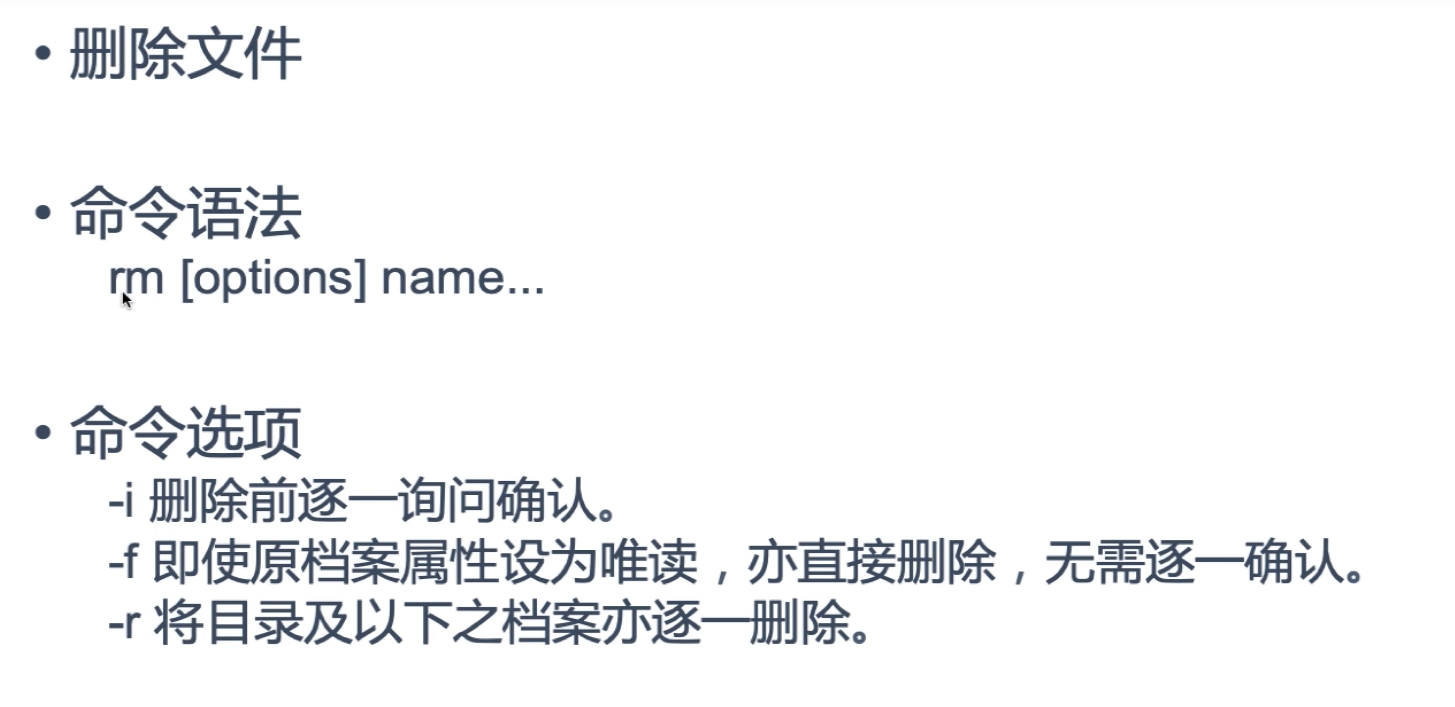 • 删除文件
• 命令语法
rm [options] name...
• 命令选项
-i 删除前逐一询问确认。
-f 即使原档案属性设为唯读，亦直接删除，无需逐一确认。
-r 将目录及以下之档案亦逐一删除。